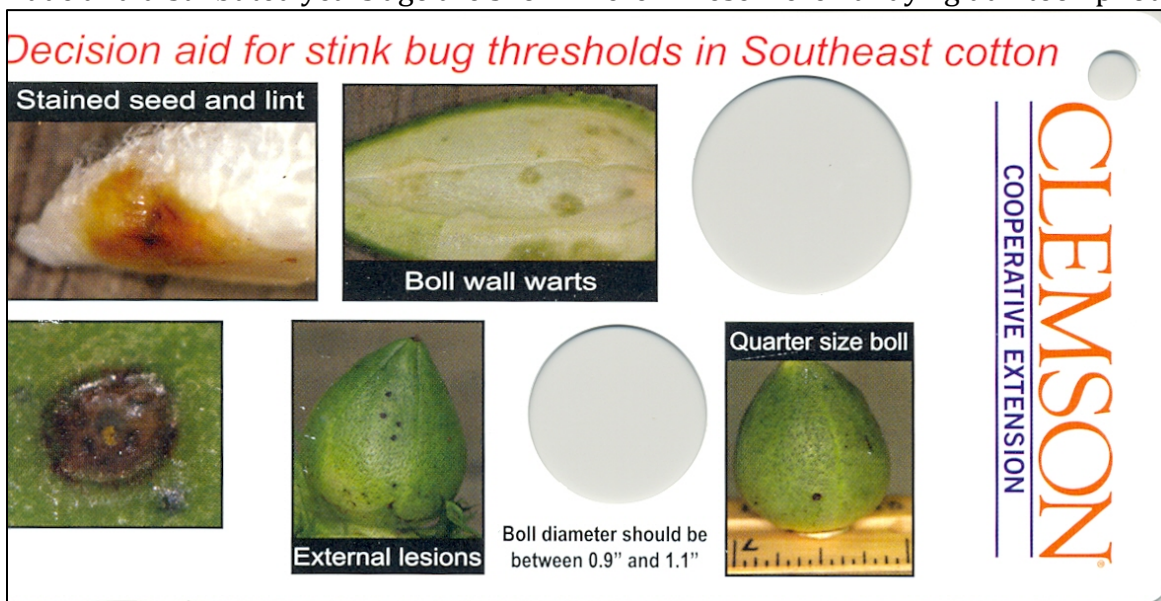 Decision aid for stink bug thresholds in Southeast cotton
Stained seed and lint
Boll wall warts
Quarter size boll
External lesions
Boll diameter should be
between 0.9” and 1.1”
CLEMSON®
COOPERATIVE EXTENSION